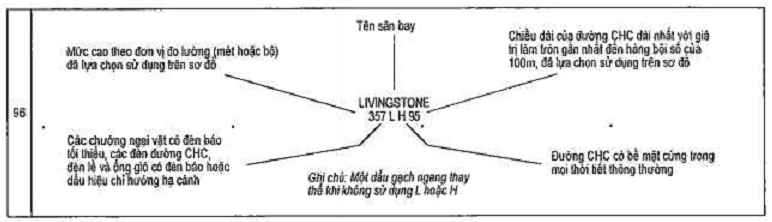 96
Tên sân bay
Mức cao theo đơn vị đo lường (mét hoặc bộ)
đã lựa chọn sử dụng trên sơ đồ
Chiều dài của đường CHC dài nhất với giá
trị làm tròn gần nhất đến hàng bội số của
100m, đã lựa chọn sử dụng trên sơ đồ
LIVINGSTONE
357 L H 95
Các chướng ngại vật có đèn báo
tối thiểu, các đèn đường CHC,
đèn lề và ống gió có đèn báo hoặc
dấu hiệu chỉ hướng hạ cánh
Đường CHC có bề mặt cứng trong
mọi thời tiết thông thường
Ghi chú: Một dấu gạch ngang thay
thế khi không sử dụng L hoặc H